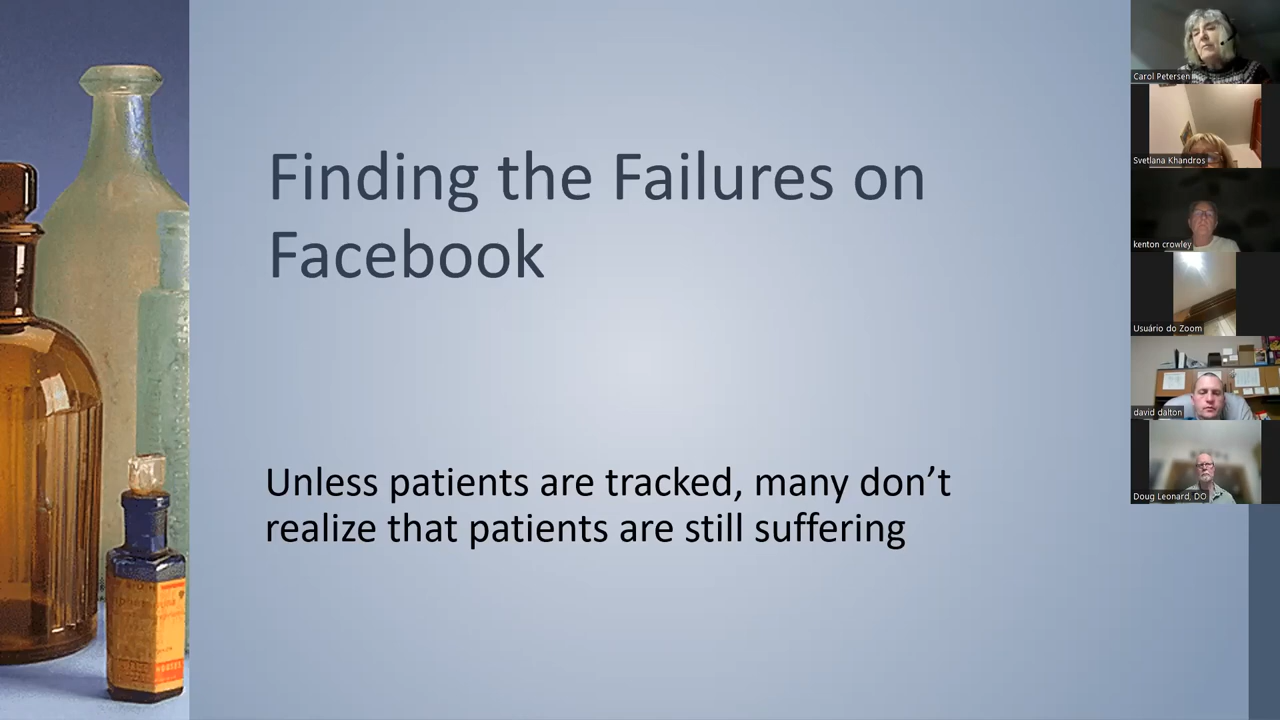 Finding the Failures on
Facebook
Unless patients are tracked, many don’t
realize that patients are still suffering
Carol Petersen
Svetlana Khandros
kenton crowley
Usuário do Zoom
david dalton
Doug Leonard, DO